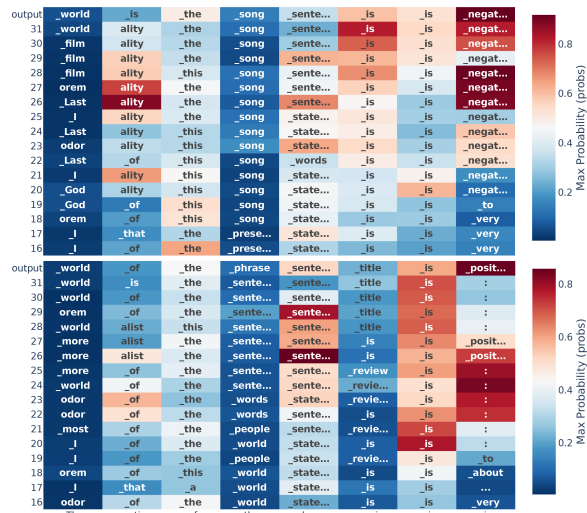 output _world _is _the _song _sente... _is _is _negat...
31 _world ality _the _song _sente... _is _is _negat...
30 _film ality _the _song _sente... _is _is _negat...
29 _film ality _the _song _sente... _is _is _negat...
28 _film ality _this _song _sente... _is _is _negat...
27 orem ality _the _song _sente... _is _is _negat...
26 _Last ality _the _song _sente... _is _is _negat...
25 _I ality _the _song _state... _is _is _negat...
24 _Last ality _this _song _state... _is _is _negat...
23 odor ality _this _song _state... _is _is _negat...
22 _Last _of _this _song _words _is _is _negat...
21 _I ality _this _song _state... _is _is _negat...
20 _God ality _this _song _state... _is _is _negat...
19 _God _of _this _song _state... _is _is _to
18 orem _of _this _song _state... _is _is _very
17 _I _that _the _prese... _state... _is _is _very
16 _I _of _the _prese... _state... _is _is _very
0.8
0.6
0.4
0.2
Max Probability (probs)
output _world _of _the _phrase _sente... _title _is _posit...
31 _world _is _the _sente... _sente... _title _is :
30 _world _of _the _sente... _sente... _title _is :
29 orem _of _the _sente... _sente... _title _is :
28 _world alist _this _sente... _sente... _title _is :
27 _more alist _the _sente... _sente... _is _is _posit...
26 _more alist _the _sente... _sente... _is _is _posit...
25 _more _of _the _sente... _sente... _review _is :
24 _world _of _the _sente... _sente... _revie... _is :
23 odor _of _the _words _state... _revie... _is :
22 odor _of _the _words _sente... _is _is :
21 _most _of _the _people _state... _is _is :
20 _I _of _the _world _state... _is _is :
19 _I _of _the _people _state... _revie... _is _to
18 orem _of _this _world _state... _is _is _about
17 _I _that _a _world _state... _is _is ...
16 odor _of _the _world _state... _is _is _very
0.8
0.6
0.4
0.2
Max Probability (probs)